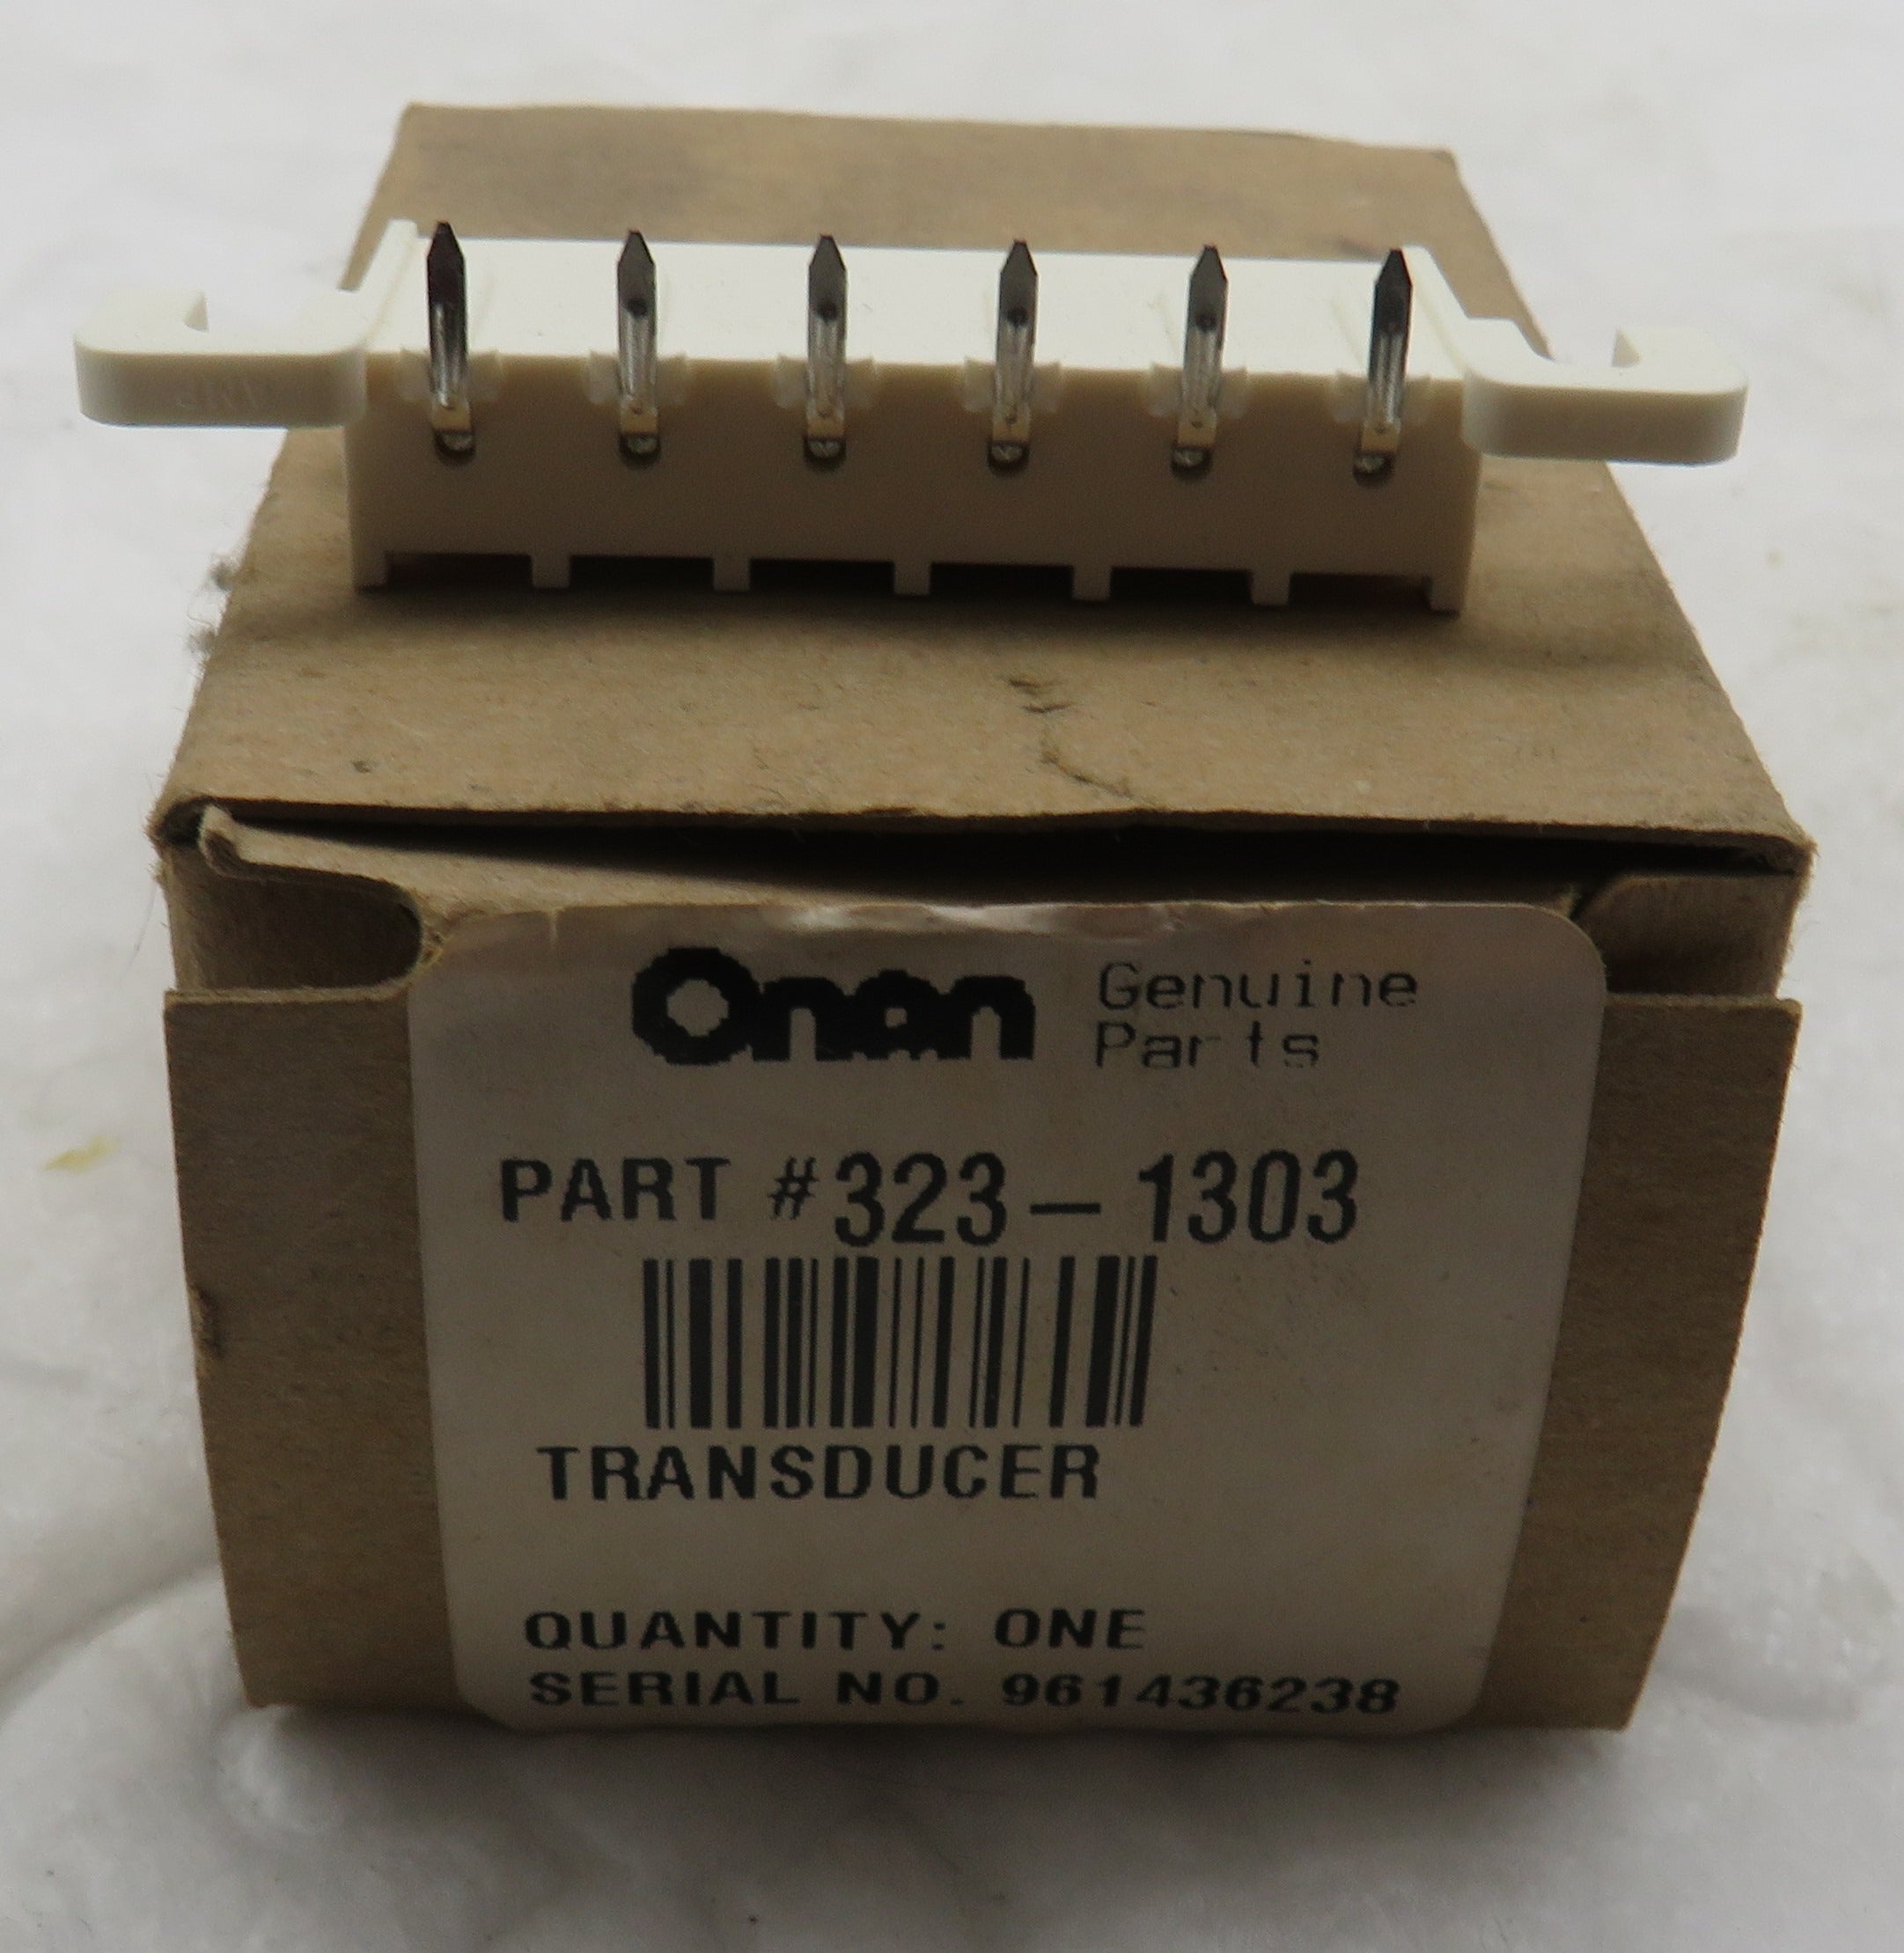 Onan Genuine
Parts
PART #323-1303
TRANSDUCER
QUANTITY: ONE
SERIAL NO. 961436238